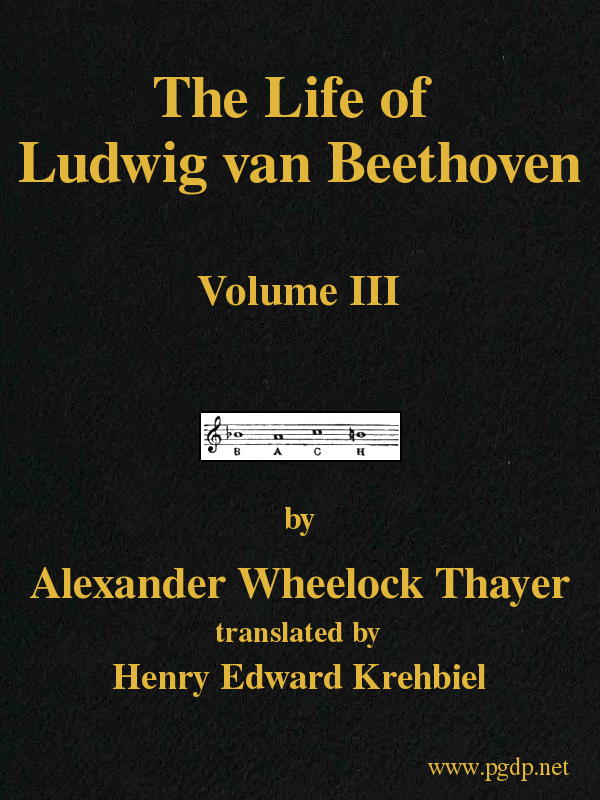 The Life of
Ludwig van Beethoven
Volume III
B A C H
by
Alexander Wheelock Thayer
translated by
Henry Edward Krehbiel
www.pgdp.net